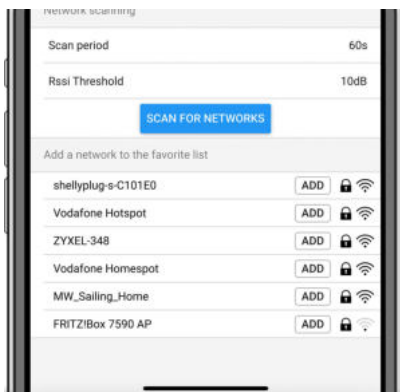 Network scanning
Scan period 60s
Rssi Threshold 10dB
SCAN FOR NETWORKS
Add a network to the favorite list
shellyplug-s-C101E0 ADD
Vodafone Hotspot ADD
ZYXEL-348 ADD
Vodafone Homespot ADD
MW_Sailing_Home ADD
FRITZ!Box 7590 AP ADD